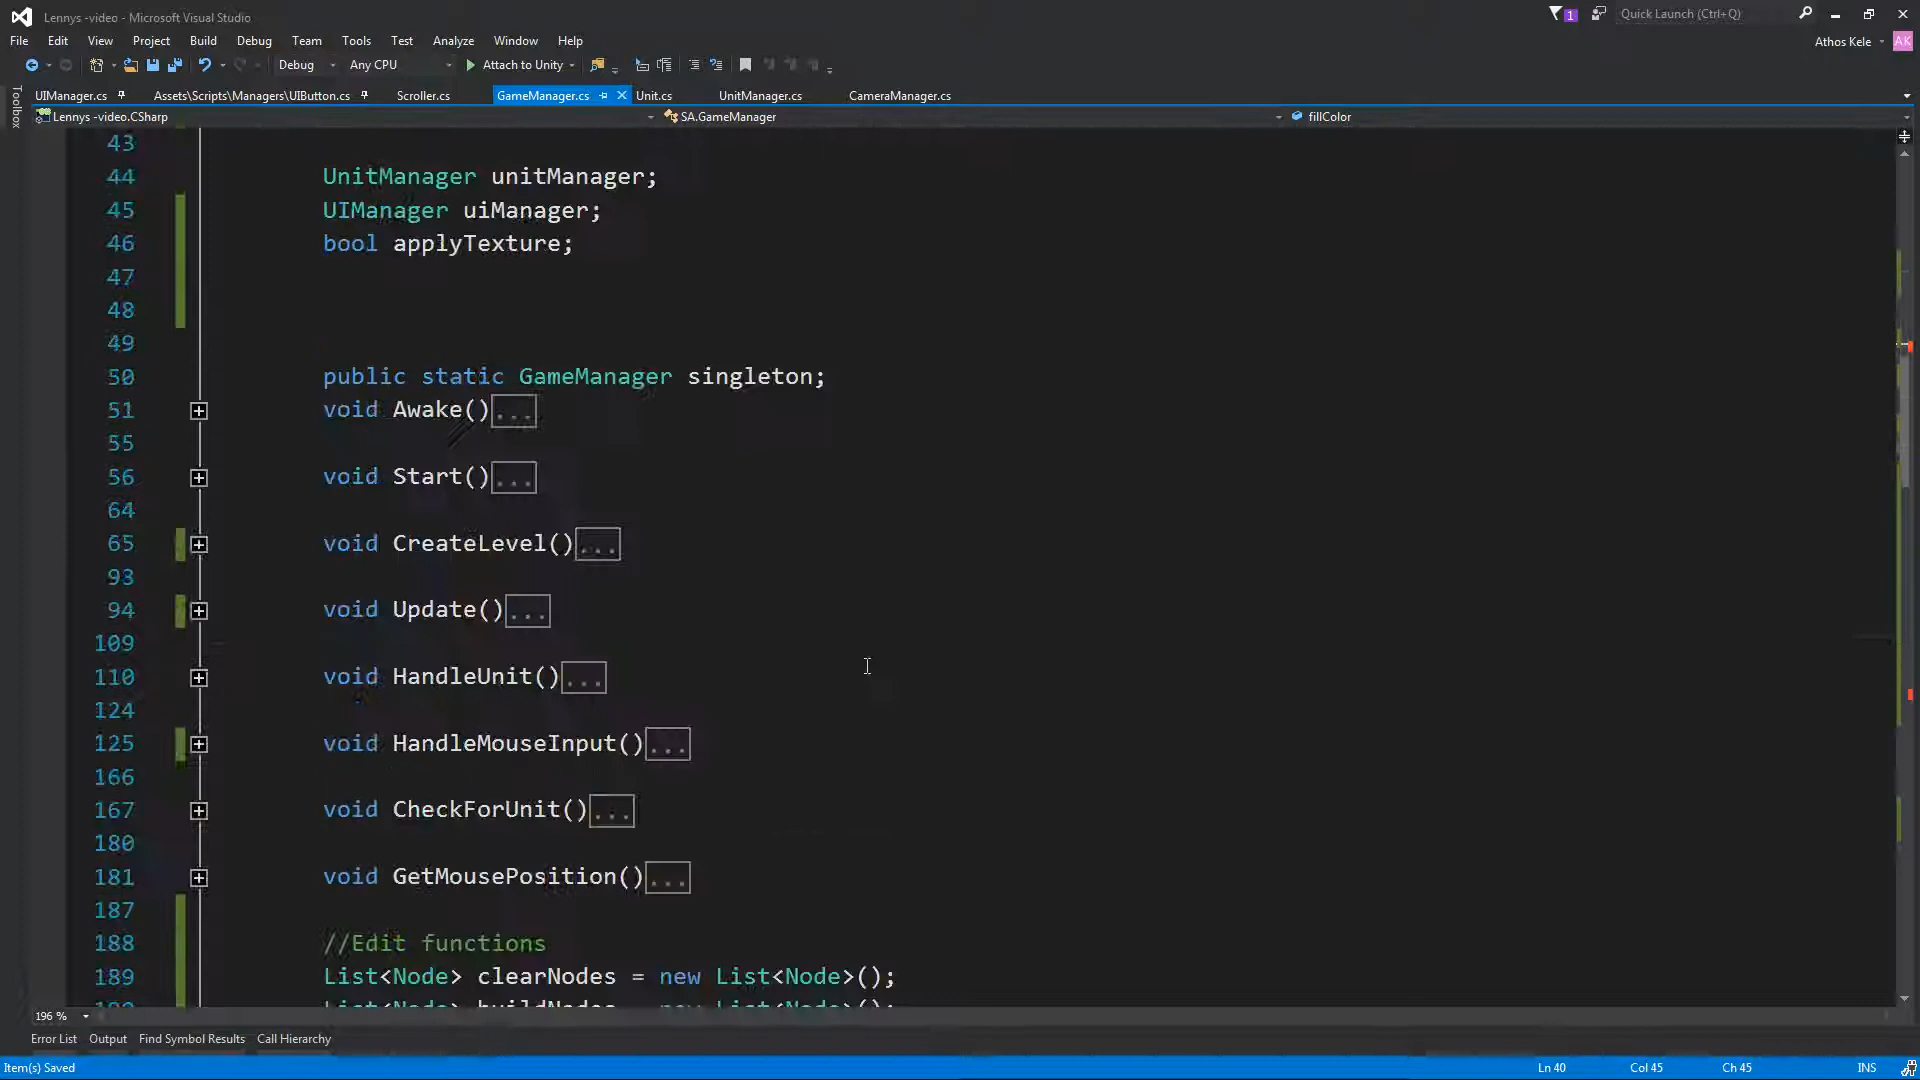 Lennys -video - Microsoft Visual Studio
1
Quick Launch (Ctrl+Q)
File Edit View Project Build Debug Team Tools Test Analyze Window Help
Athos Kele AK
Debug Any CPU Attach to Unity
Toolbox
UIManager.cs Assets\Scripts\Managers\UIButton.cs Scroller.cs GameManager.cs Unit.cs UnitManager.cs CameraManager.cs
Lennys -video.CSharp SA.GameManager fillColor
43
44 UnitManager unitManager;
45 UIManager uiManager;
46 bool applyTexture;
47
48
49
50 public static GameManager singleton;
51 void Awake()...
55
56 void Start()...
64
65 void CreateLevel()...
93
94 void Update()...
109
110 void HandleUnit()...
124
125 void HandleMouseInput()...
166
167 void CheckForUnit()...
180
181 void GetMousePosition()...
187
188 //Edit functions
189 List<Node> clearNodes = new List<Node>();
190 List<Node> buildNodes = new List<Node>();
196 %
Error List Output Find Symbol Results Call Hierarchy
Item(s) Saved Ln 40 Col 45 Ch 45 INS